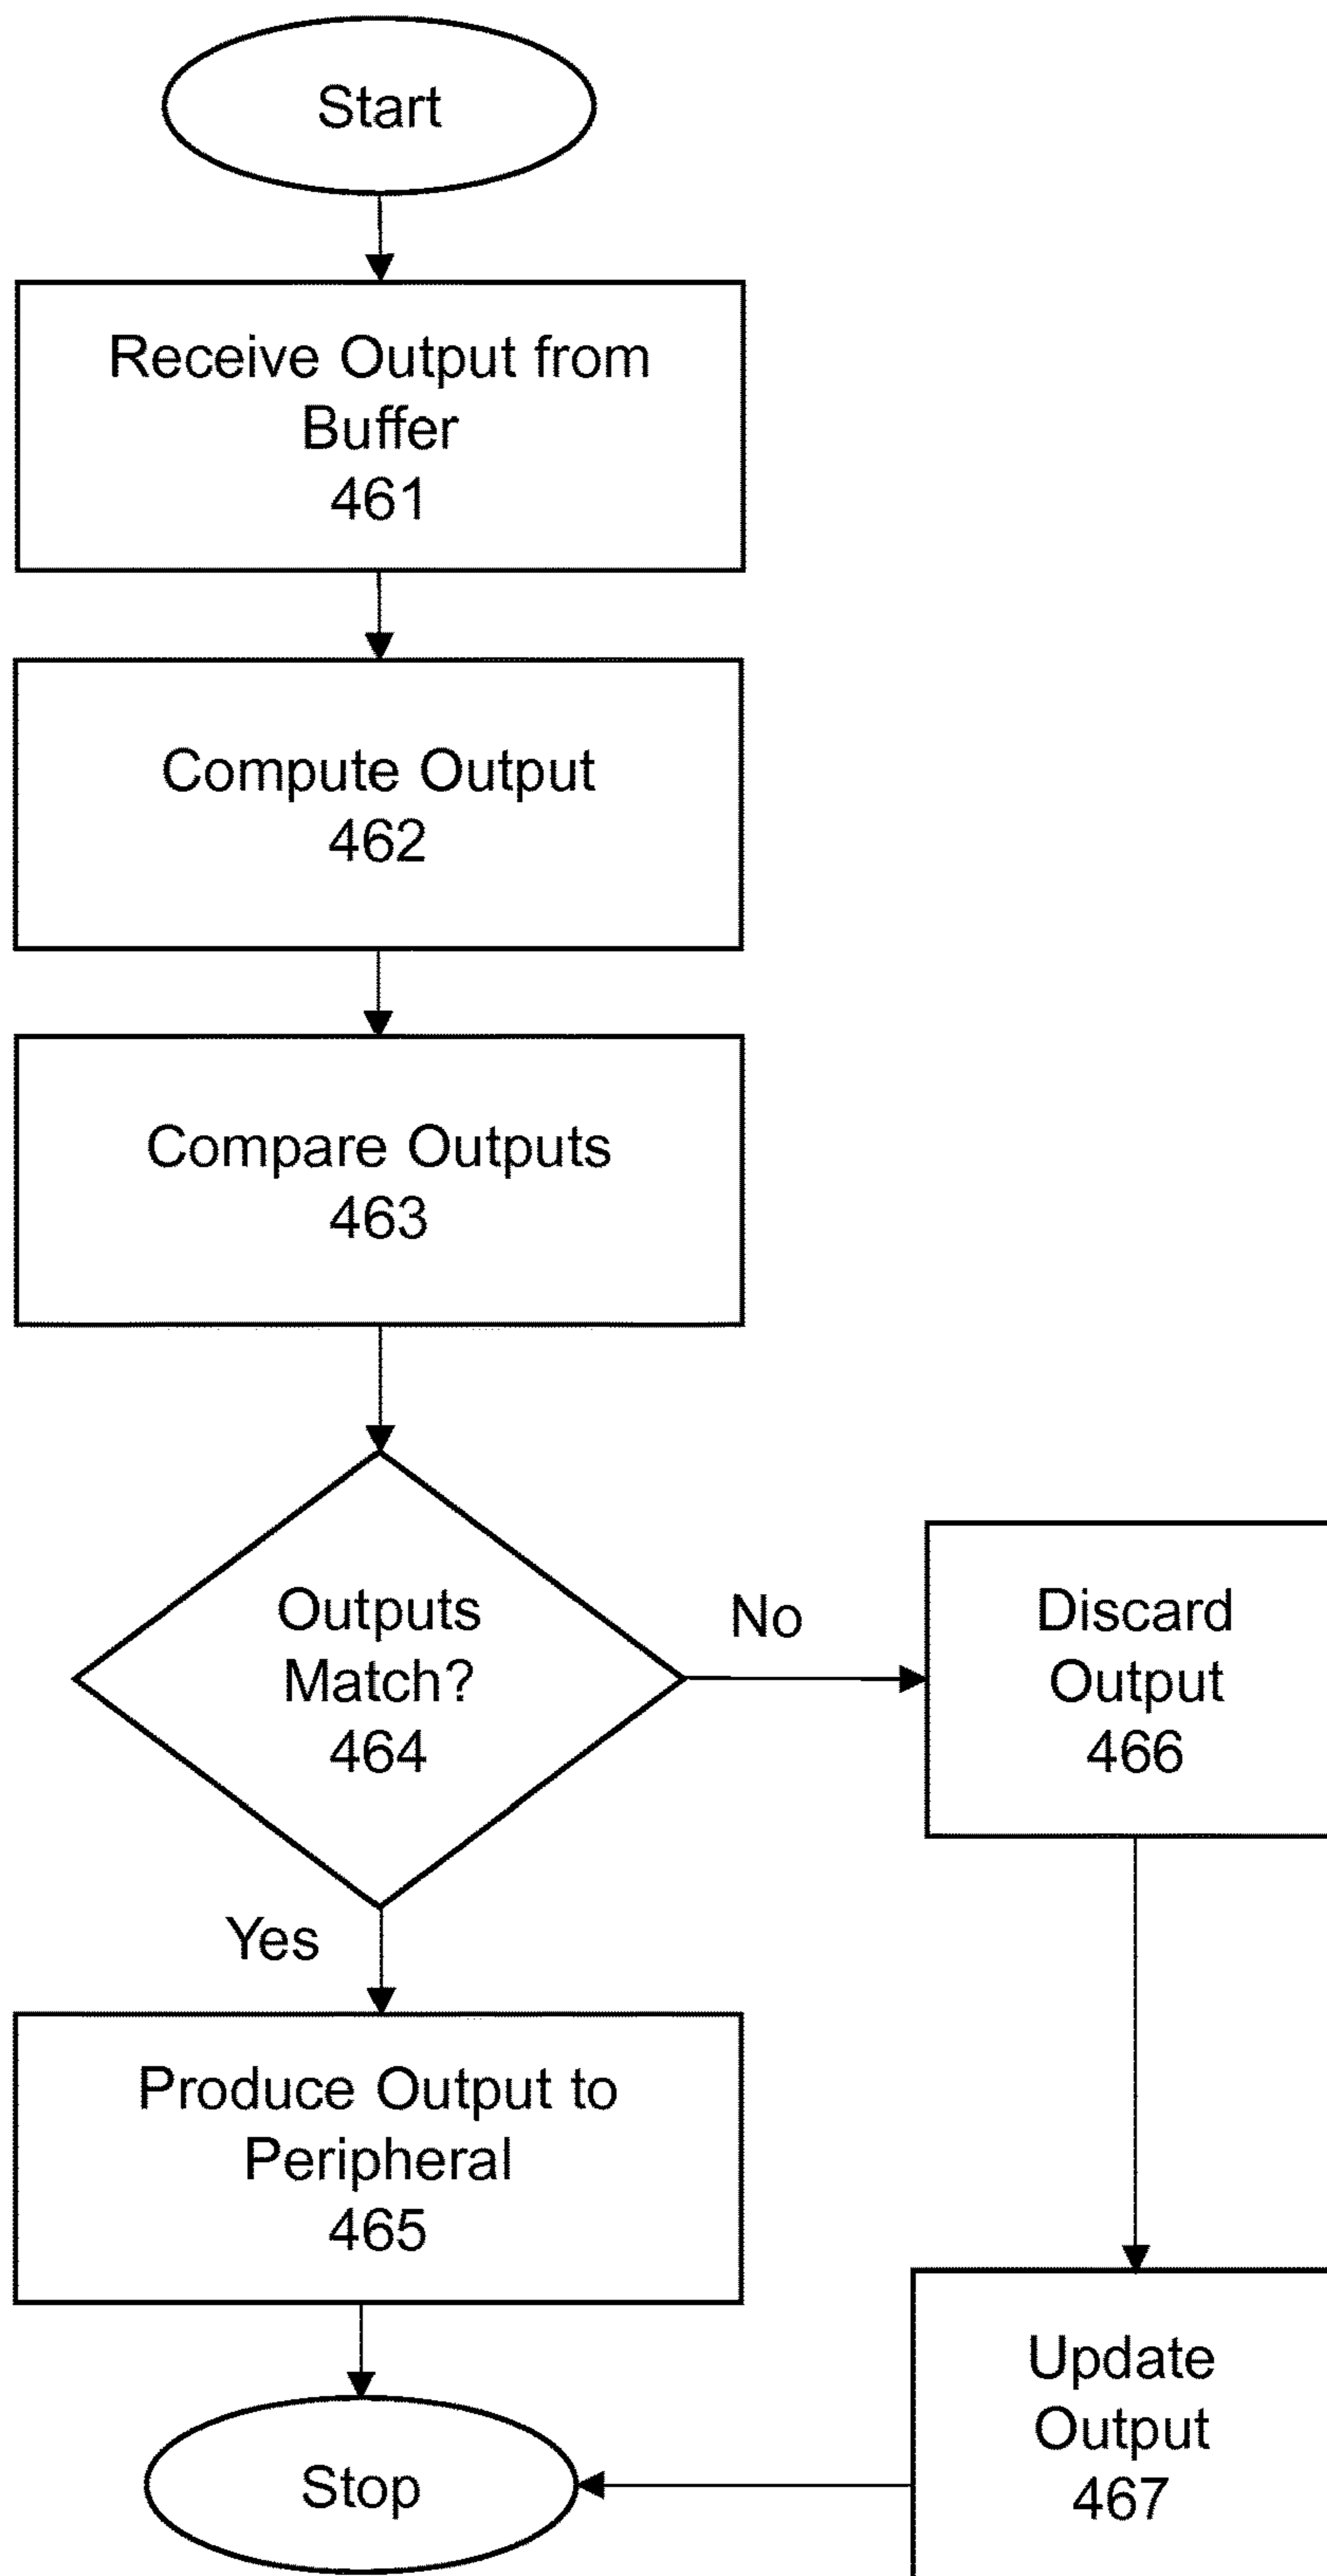 Start
Receive Output from
Buffer
461
Compute Output
462
Compare Outputs
463
Outputs
Match?
464
No
Discard
Output
466
Yes
Produce Output to
Peripheral
465
Update
Output
467
Stop